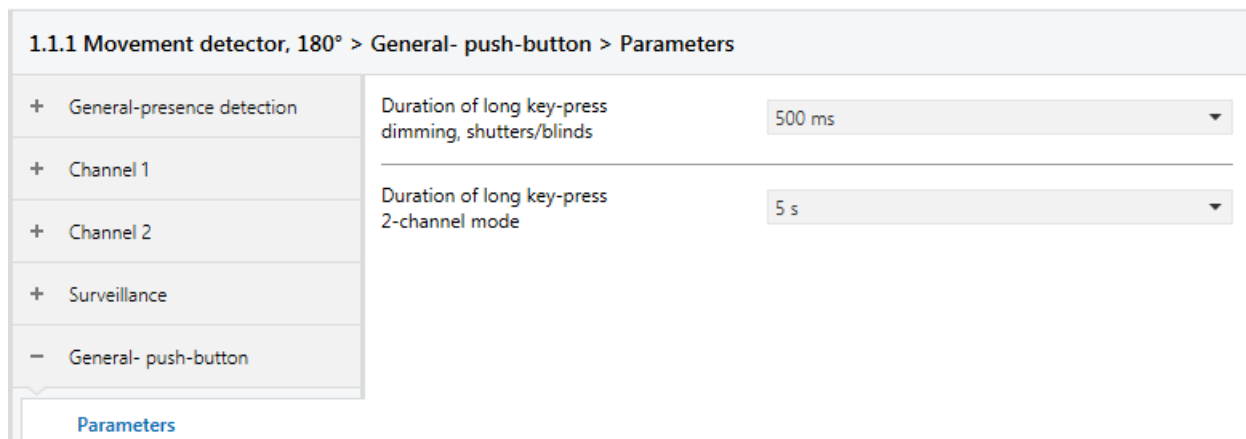 1.1.1 Movement detector, 180° > General- push-button > Parameters
+ General-presence detection
+ Channel 1
+ Channel 2
+ Surveillance
− General- push-button
Parameters
Duration of long key-press
dimming, shutters/blinds
500 ms
Duration of long key-press
2-channel mode
5 s